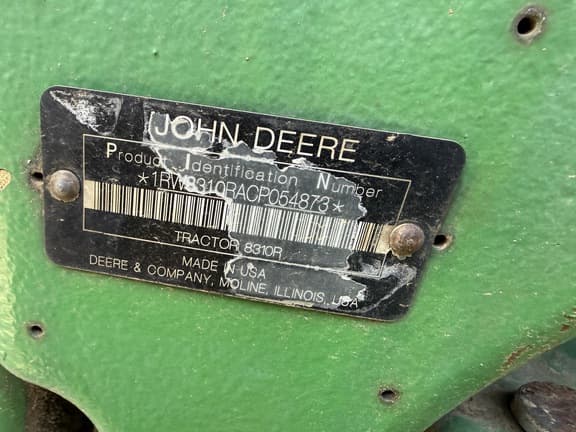 JOHN DEERE
Product Identification Number
*1RW8310RACP054873*
TRACTOR 8310R
MADE IN USA
DEERE & COMPANY, MOLINE, ILLINOIS, USA